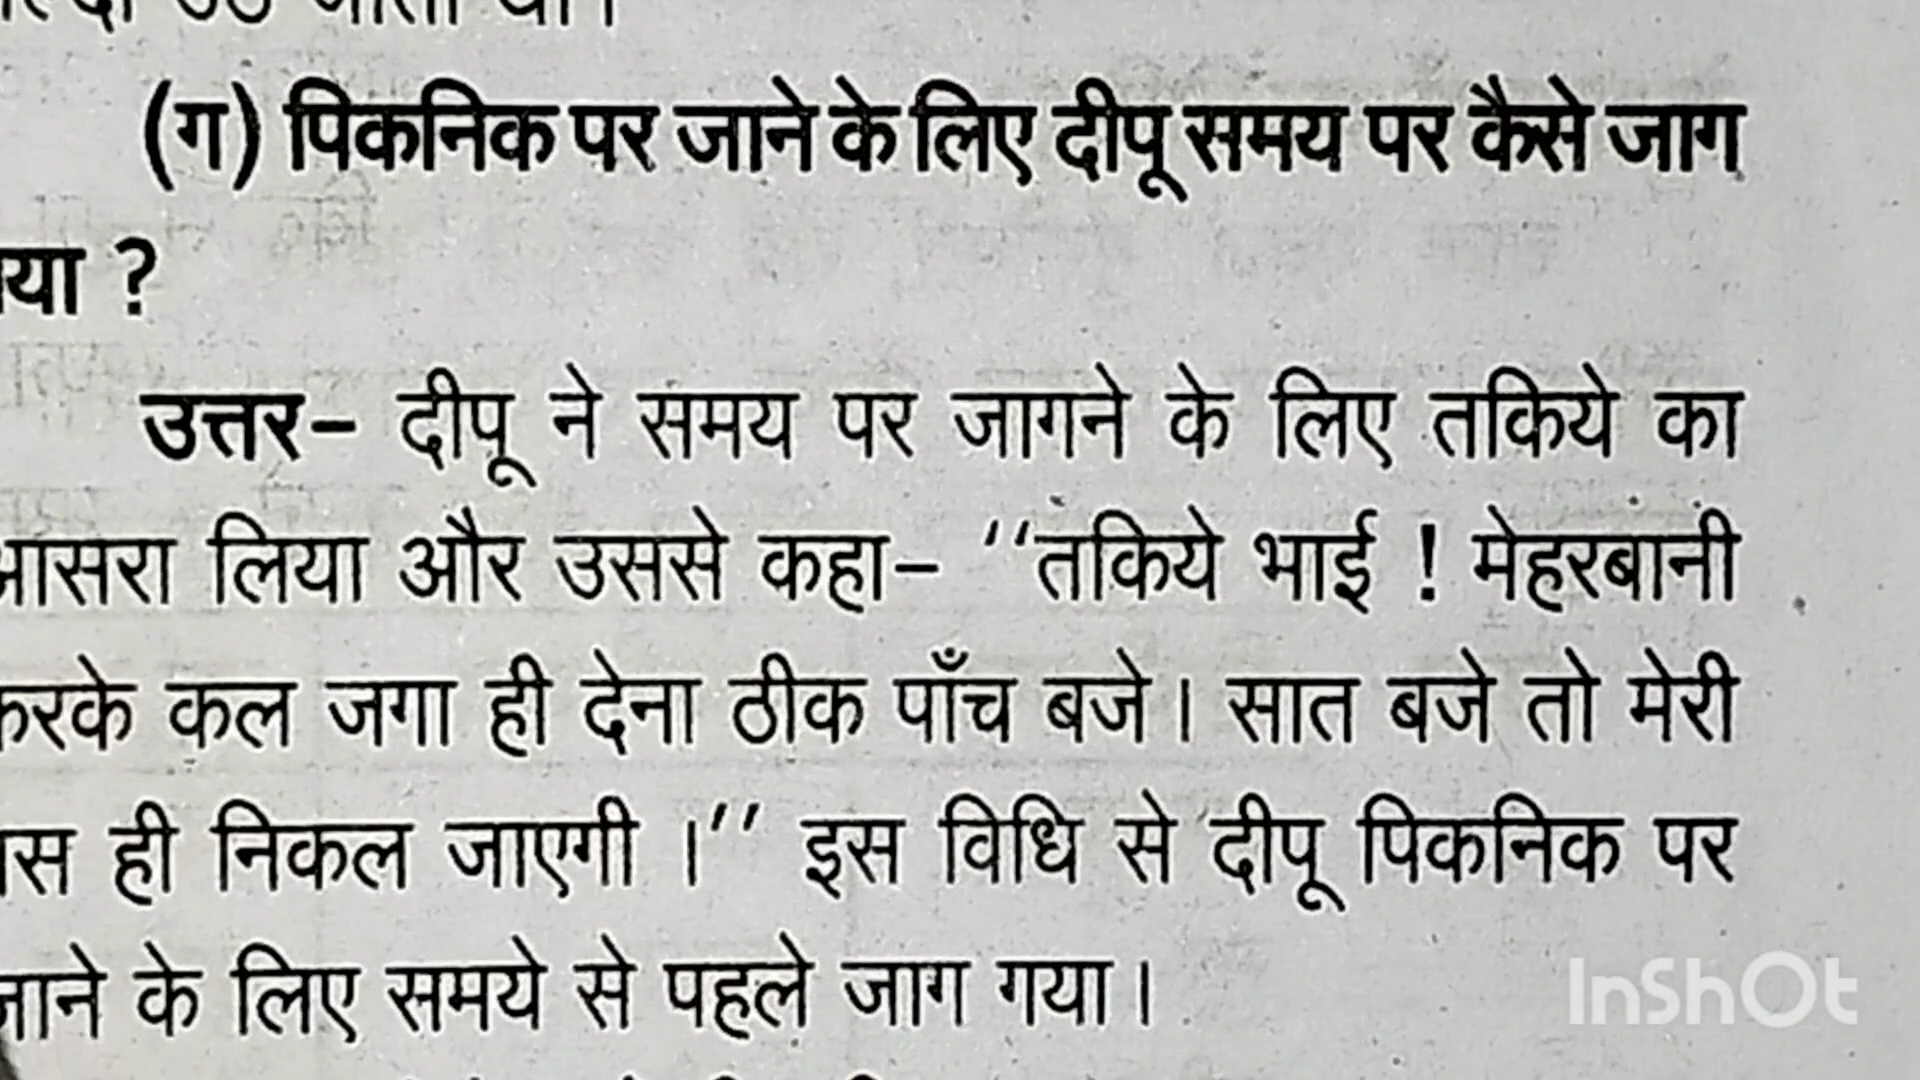 (ग) पिकनिक पर जाने के लिए दीपू समय पर कैसे जाग
गया ?
उत्तर– दीपू ने समय पर जागने के लिए तकिये का
आसरा लिया और उससे कहा– ‘‘तकिये भाई ! मेहरबानी
करके कल जगा ही देना ठीक पाँच बजे। सात बजे तो मेरी
बस ही निकल जाएगी ।’’ इस विधि से दीपू पिकनिक पर
जाने के लिए समये से पहले जाग गया।
InShOt